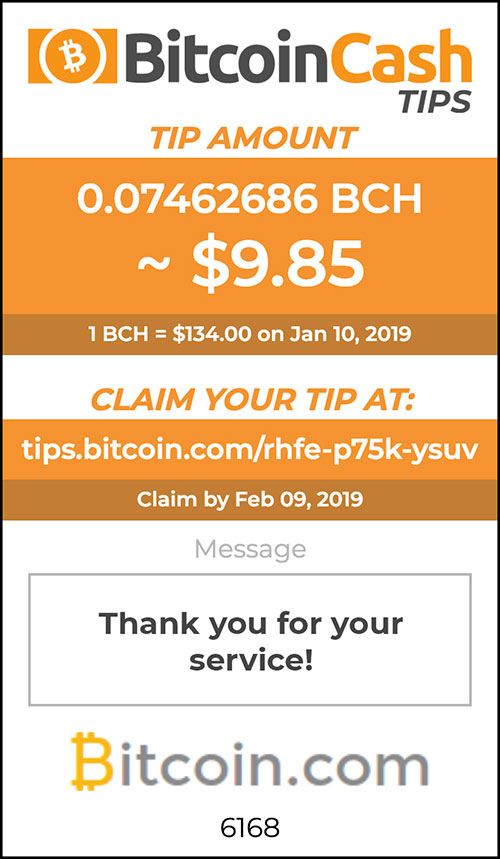 BitcoinCash
TIPS
TIP AMOUNT
0.07462686 BCH
~ $9.85
1 BCH = $134.00 on Jan 10, 2019
CLAIM YOUR TIP AT:
tips.bitcoin.com/rhfe-p75k-ysuv
Claim by Feb 09, 2019
Message
Thank you for your
service!
Bitcoin.com
6168